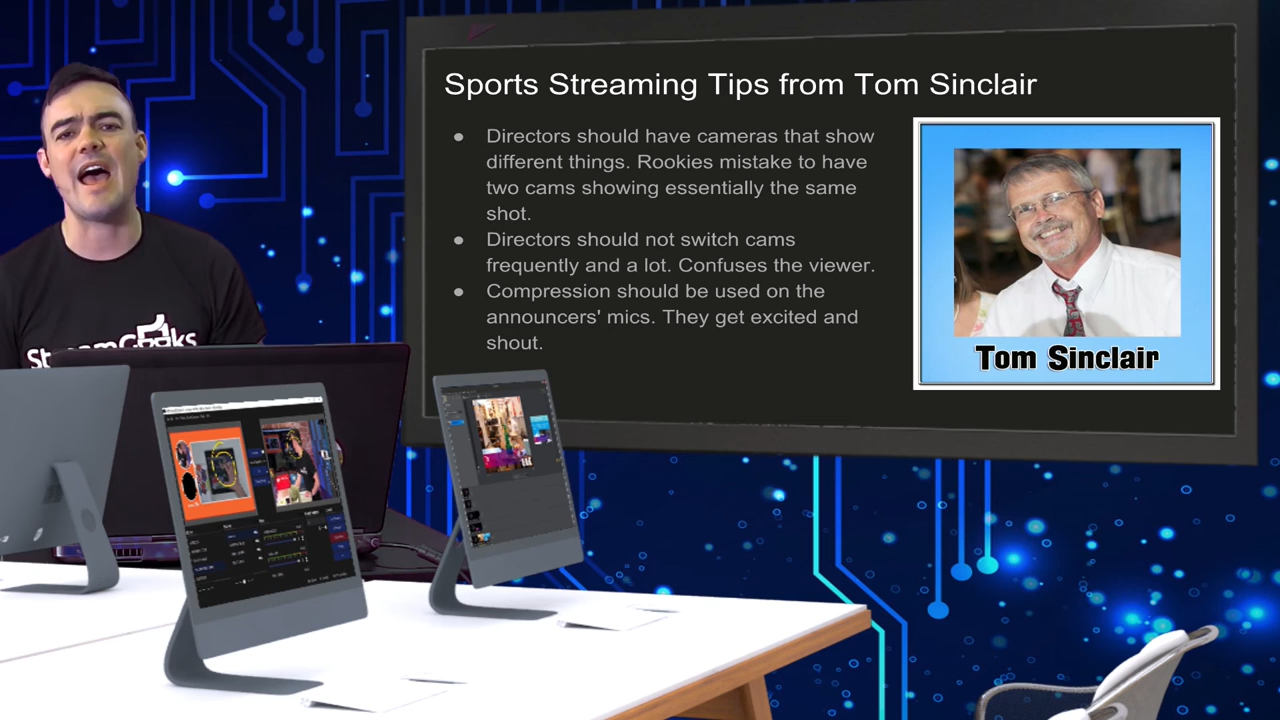 Sports Streaming Tips from Tom Sinclair
● Directors should have cameras that show
different things. Rookies mistake to have
two cams showing essentially the same
shot.
● Directors should not switch cams
frequently and a lot. Confuses the viewer.
● Compression should be used on the
announcers' mics. They get excited and
shout.
Tom Sinclair
StreamGeeks